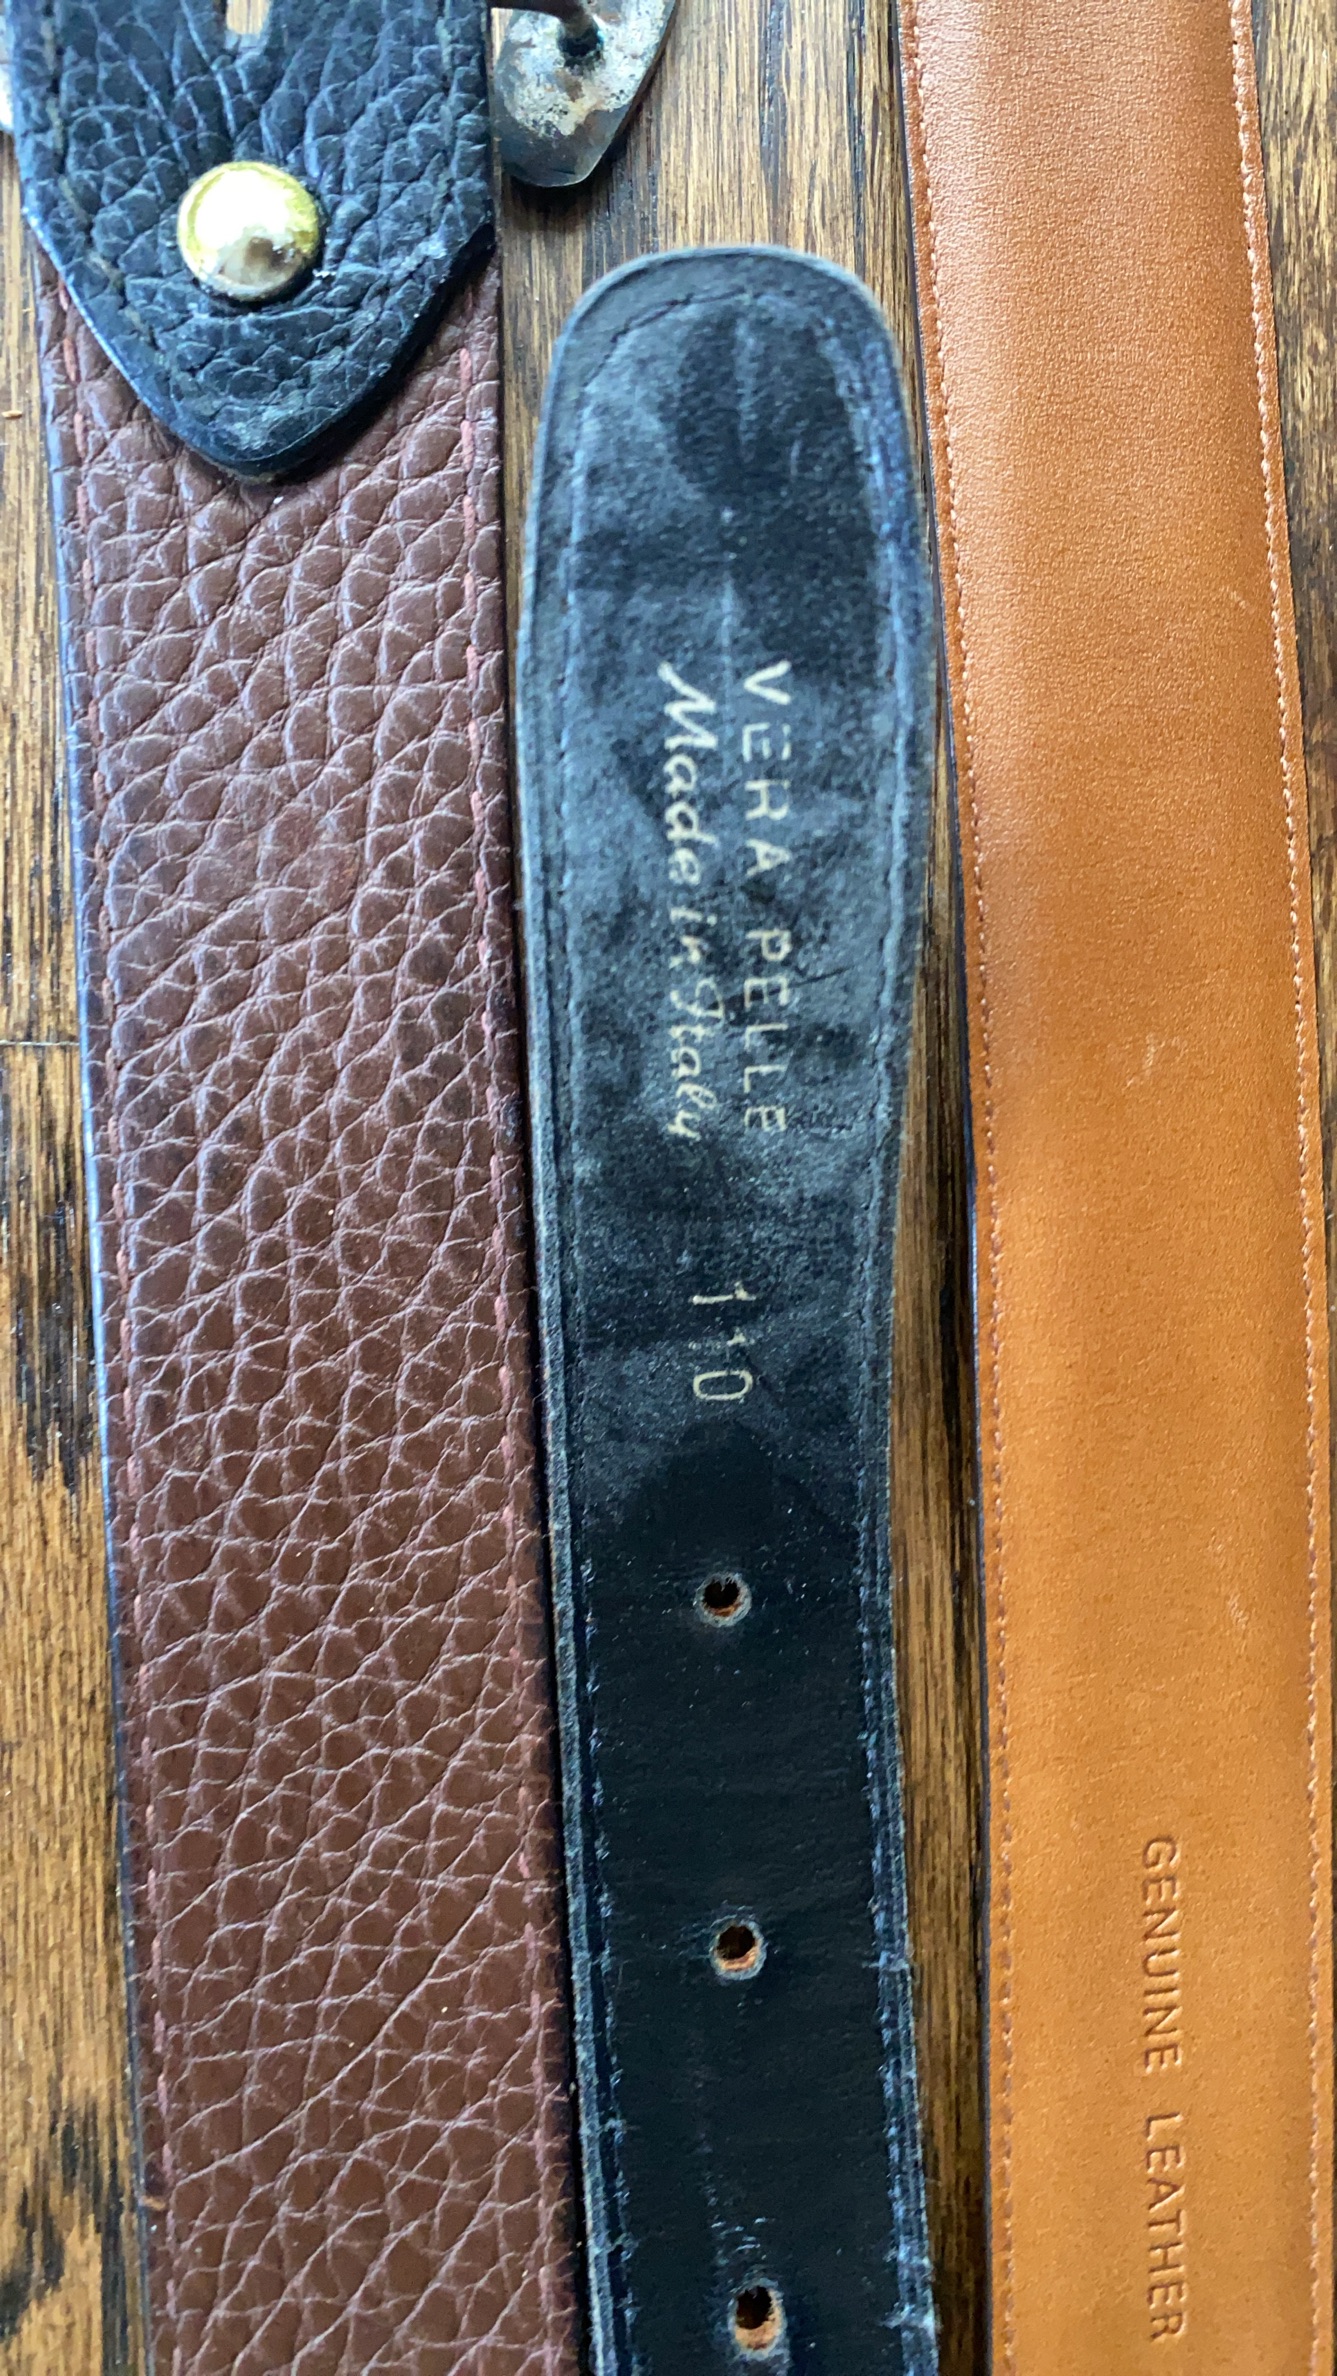 VERA PELLE
Made in Italy
110
GENUINE LEATHER